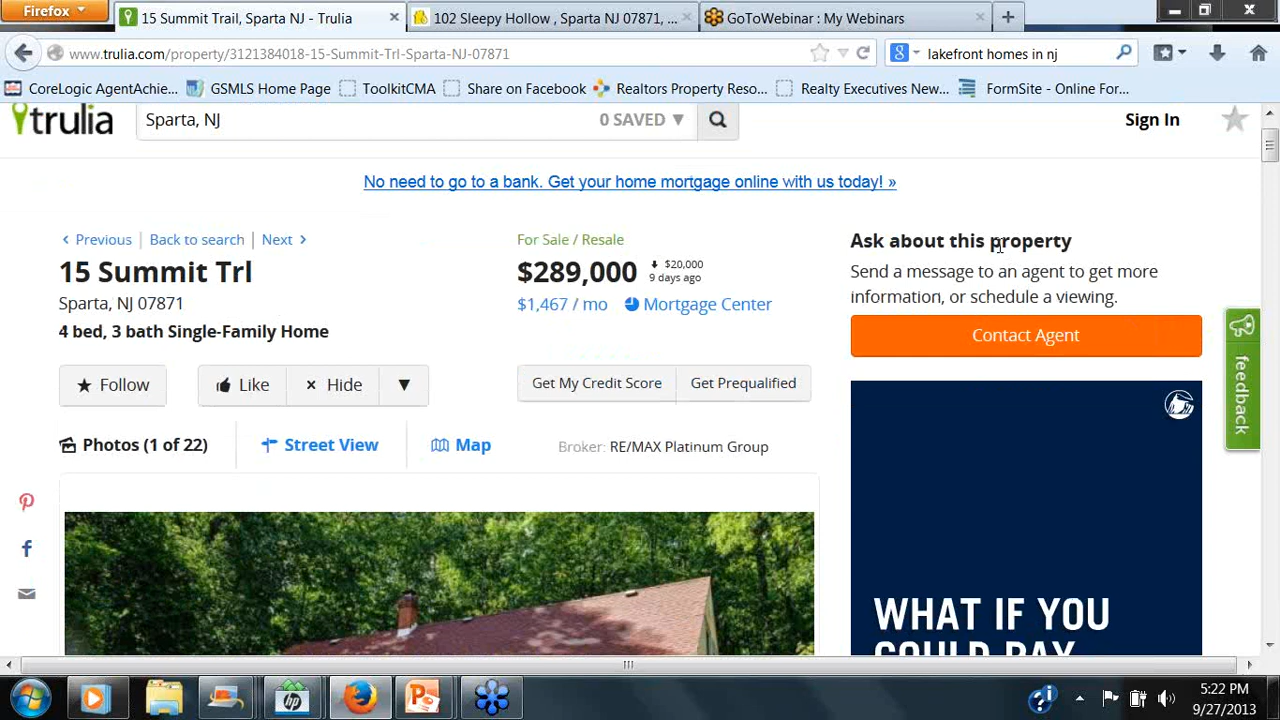 Firefox
15 Summit Trail, Sparta NJ - Trulia
102 Sleepy Hollow , Sparta NJ 07871, ...
GoToWebinar : My Webinars
www.trulia.com/property/3121384018-15-Summit-Trl-Sparta-NJ-07871
lakefront homes in nj
CoreLogic AgentAchie...
GSMLS Home Page
ToolkitCMA
Share on Facebook
Realtors Property Reso...
Realty Executives New...
FormSite - Online For...
trulia
Sparta, NJ
0 SAVED
Sign In
No need to go to a bank. Get your home mortgage online with us today! »
Previous
Back to search
Next
15 Summit Trl
Sparta, NJ 07871
4 bed, 3 bath Single-Family Home
For Sale / Resale
$289,000
$20,000
9 days ago
$1,467 / mo
Mortgage Center
Follow
Like
Hide
Get My Credit Score
Get Prequalified
Photos (1 of 22)
Street View
Map
Broker: RE/MAX Platinum Group
Ask about this property
Send a message to an agent to get more
information, or schedule a viewing.
Contact Agent
WHAT IF YOU
COULD PAY
feedback
5:22 PM
9/27/2013